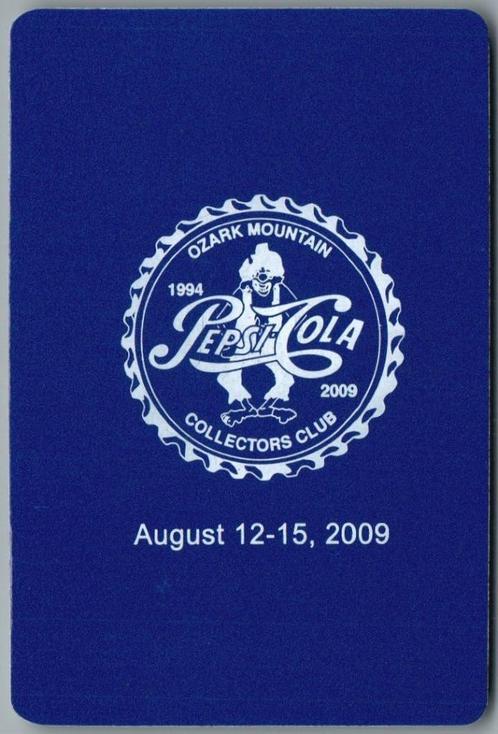 OZARK MOUNTAIN
1994
PEPSI-COLA
2009
COLLECTORS CLUB
August 12-15, 2009